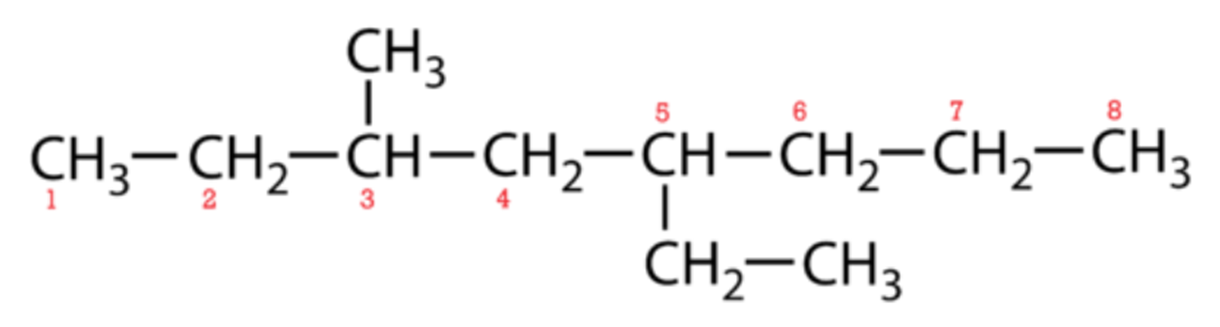 CH₃
5 6 7 8
CH₃—CH₂—CH—CH₂—CH—CH₂—CH₂—CH₃
1 2 3 4
CH₂—CH₃